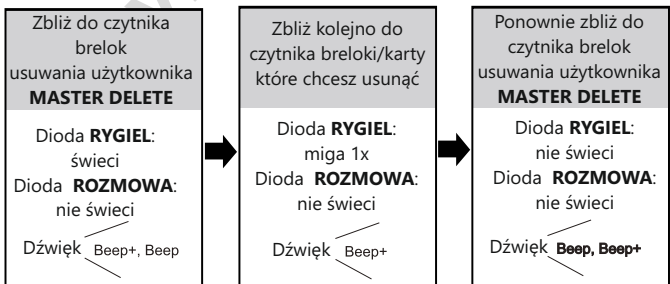 Zbliż do czytnika
brelok
usuwania użytkownika
MASTER DELETE
Dioda RYGIEL:
świeci
Dioda ROZMOWA:
nie świeci
Dźwięk Beep+, Beep
Zbliż kolejno do
czytnika breloki/karty
które chcesz usunąć
Dioda RYGIEL:
miga 1x
Dioda ROZMOWA:
nie świeci
Dźwięk Beep+
Ponownie zbliż do
czytnika brelok
usuwania użytkownika
MASTER DELETE
Dioda RYGIEL:
nie świeci
Dioda ROZMOWA:
nie świeci
Dźwięk Beep, Beep+